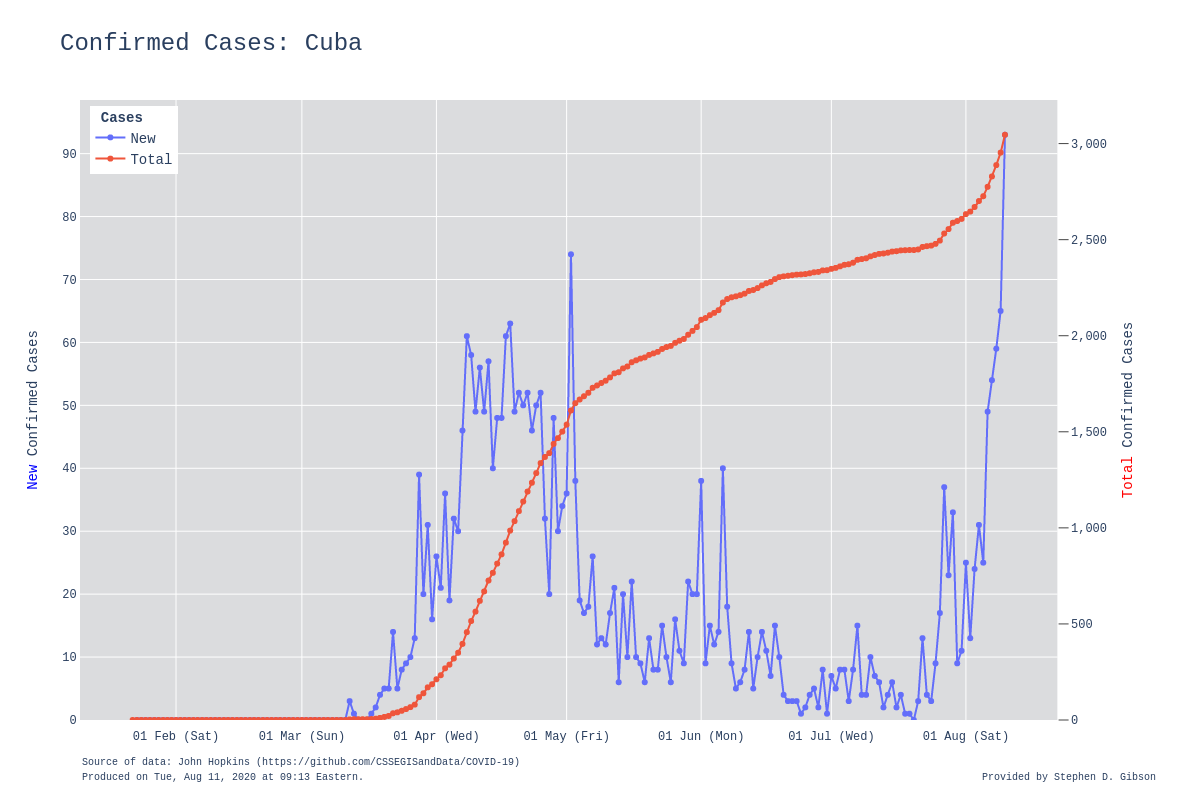 Confirmed Cases: Cuba
Cases
New
Total
90
80
70
60
50
40
30
20
10
0
3,000
2,500
2,000
1,500
1,000
500
0
New Confirmed Cases
Total Confirmed Cases
01 Feb (Sat)
01 Mar (Sun)
01 Apr (Wed)
01 May (Fri)
01 Jun (Mon)
01 Jul (Wed)
01 Aug (Sat)
Source of data: John Hopkins (https://github.com/CSSEGISandData/COVID-19)
Produced on Tue, Aug 11, 2020 at 09:13 Eastern.
Provided by Stephen D. Gibson